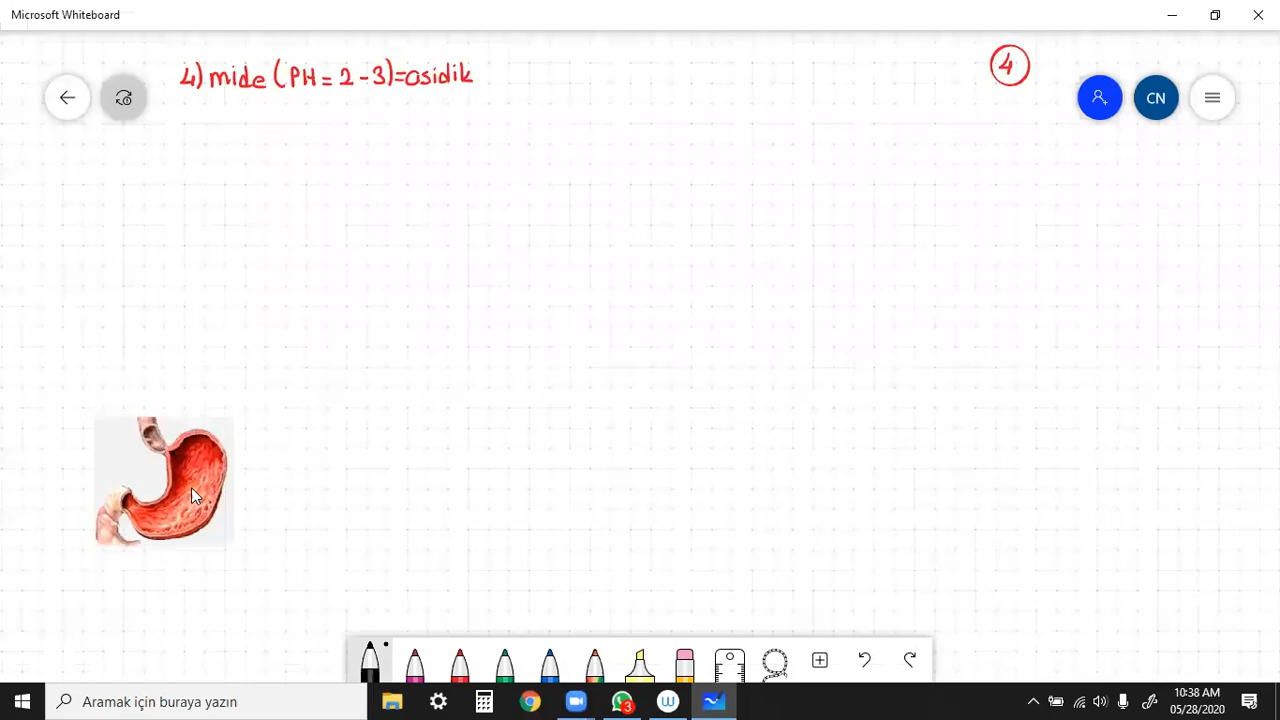 Microsoft Whiteboard
4) mide (PH = 2 - 3)=asidik
4
CN
3
Aramak için buraya yazın
10:38 AM
05/28/2020